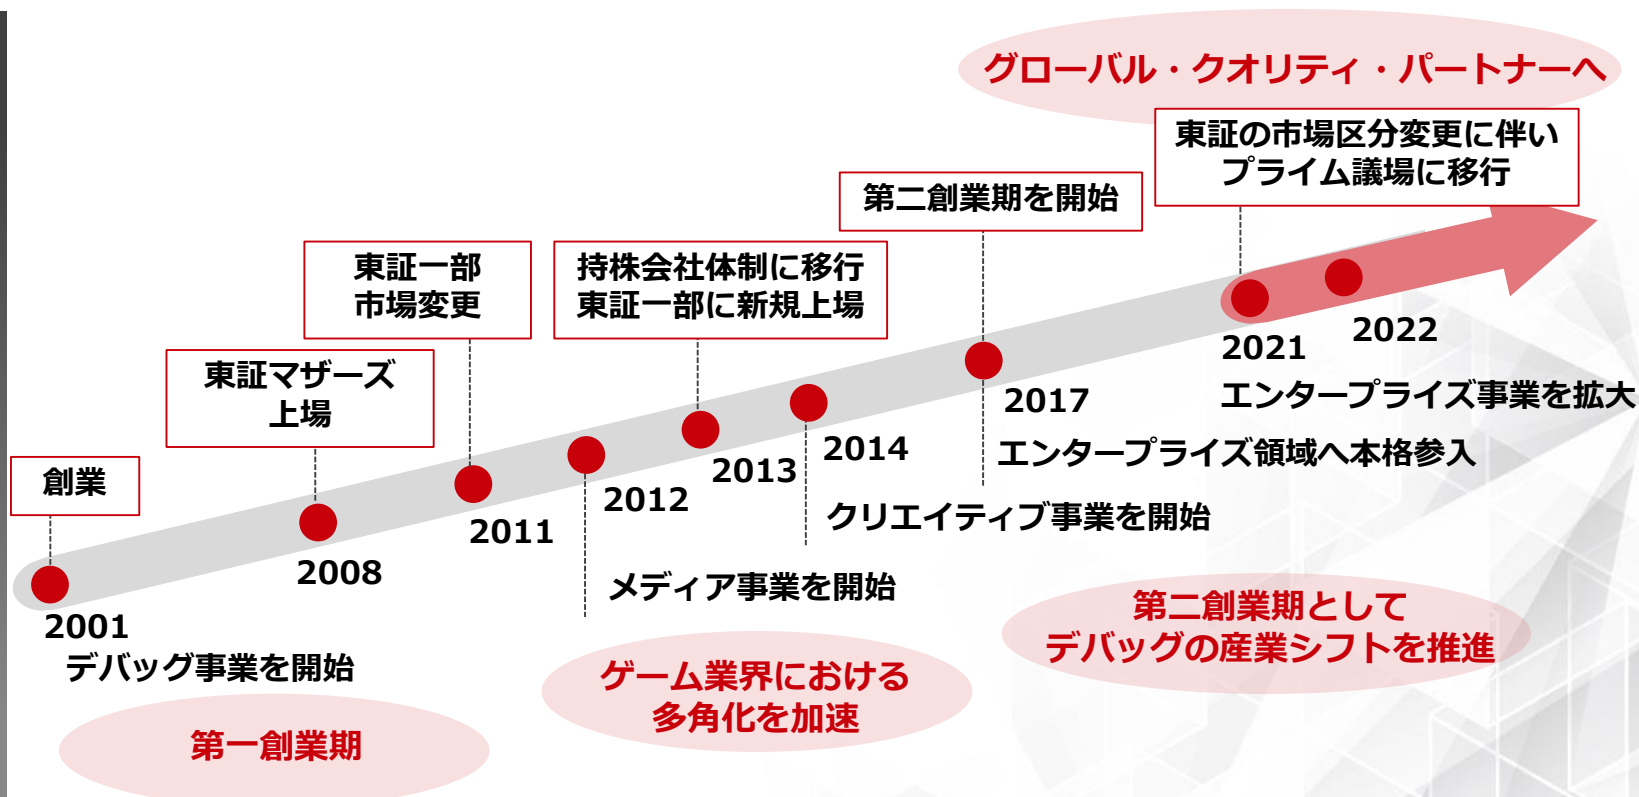 グローバル・クオリティ・パートナーへ
東証の市場区分変更に伴い
プライム議場に移行
第二創業期を開始
東証一部
市場変更
持株会社体制に移行
東証一部に新規上場
東証マザーズ
上場
創業
2001
デバッグ事業を開始
2008
2011
2012
メディア事業を開始
2013
2014
クリエイティブ事業を開始
2017
エンタープライズ領域へ本格参入
2021
2022
エンタープライズ事業を拡大
第一創業期
ゲーム業界における
多角化を加速
第二創業期として
デバッグの産業シフトを推進